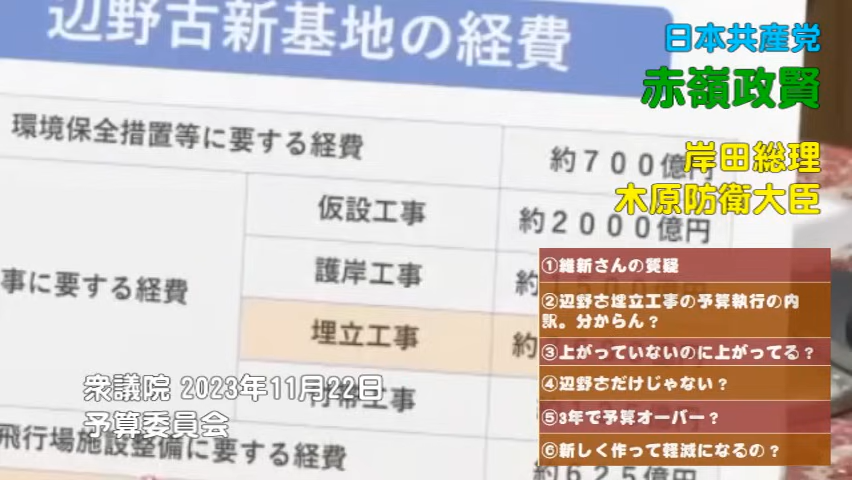 辺野古新基地の経費
日本共産党
赤嶺政賢
岸田総理
木原防衛大臣
環境保全措置等に要する経費
約700億円
仮設工事
約2000億円
事に要する経費
護岸工事
約
埋立工事
約
付帯工事
飛行場施設整備に要する経費
約625億円
衆議院 2023年11月22日
予算委員会
①維新さんの質疑
②辺野古埋立工事の予算執行の内
訳。分からん？
③上がっていないのに上がってる？
④辺野古だけじゃない？
⑤3年で予算オーバー？
⑥新しく作って軽減になるの？